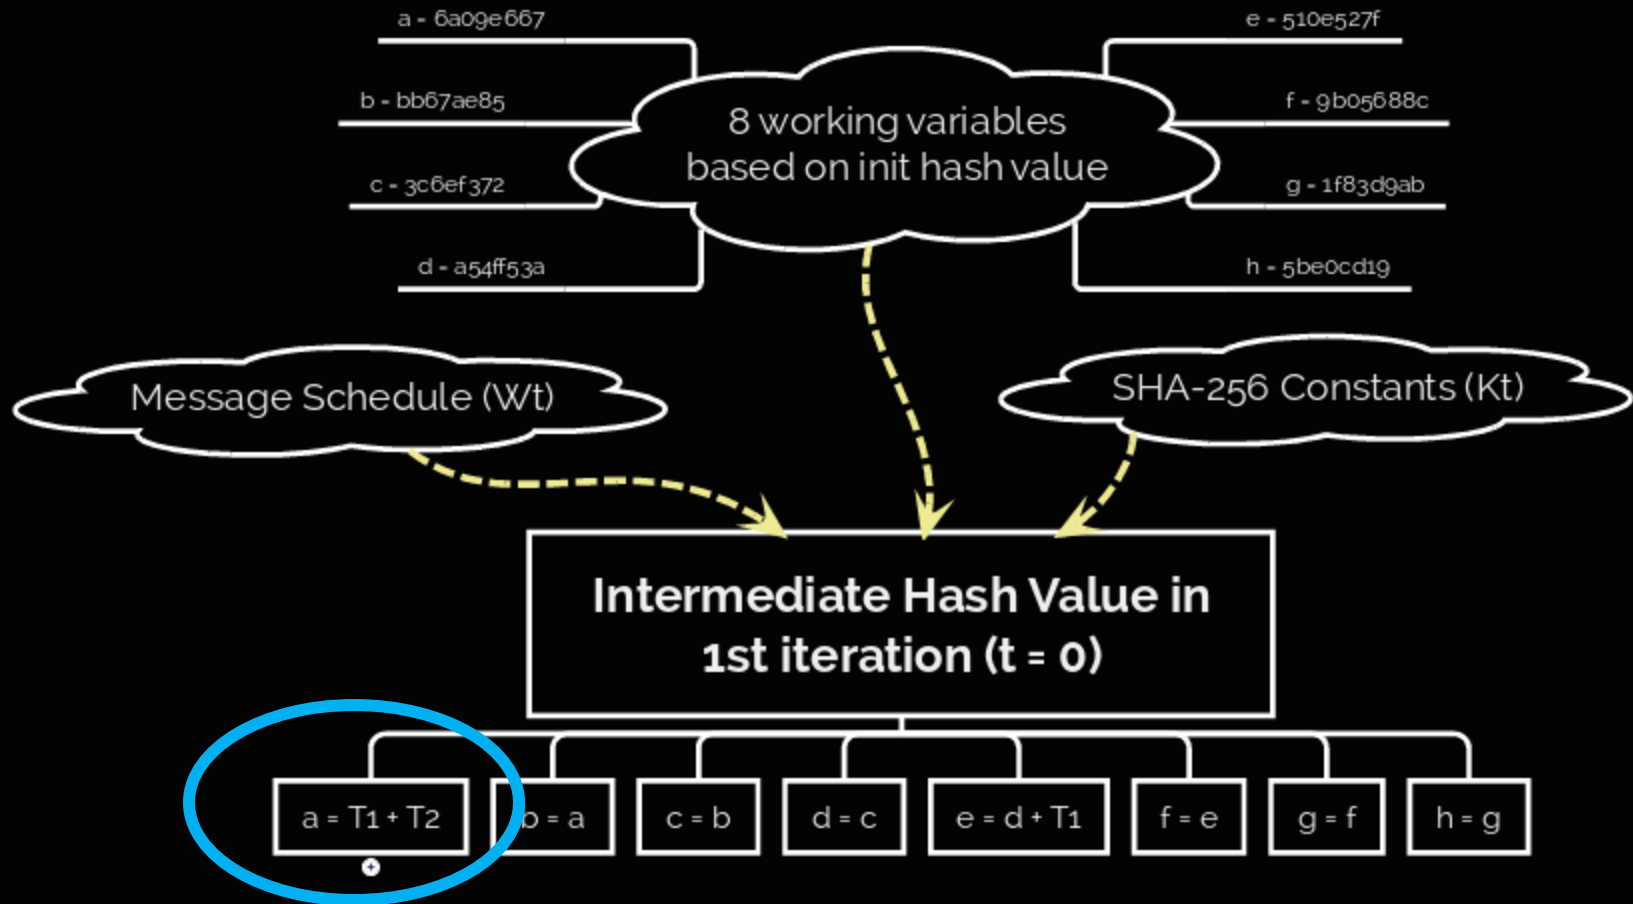 a = 6a09e667
e = 510e527f
b = bb67ae85
f = 9b05688c
8 working variables
based on init hash value
c = 3c6ef372
g = 1f83d9ab
d = a54ff53a
h = 5be0cd19
Message Schedule (Wt)
SHA-256 Constants (Kt)
Intermediate Hash Value in
1st iteration (t = 0)
a = T1 + T2
b = a
c = b
d = c
e = d + T1
f = e
g = f
h = g